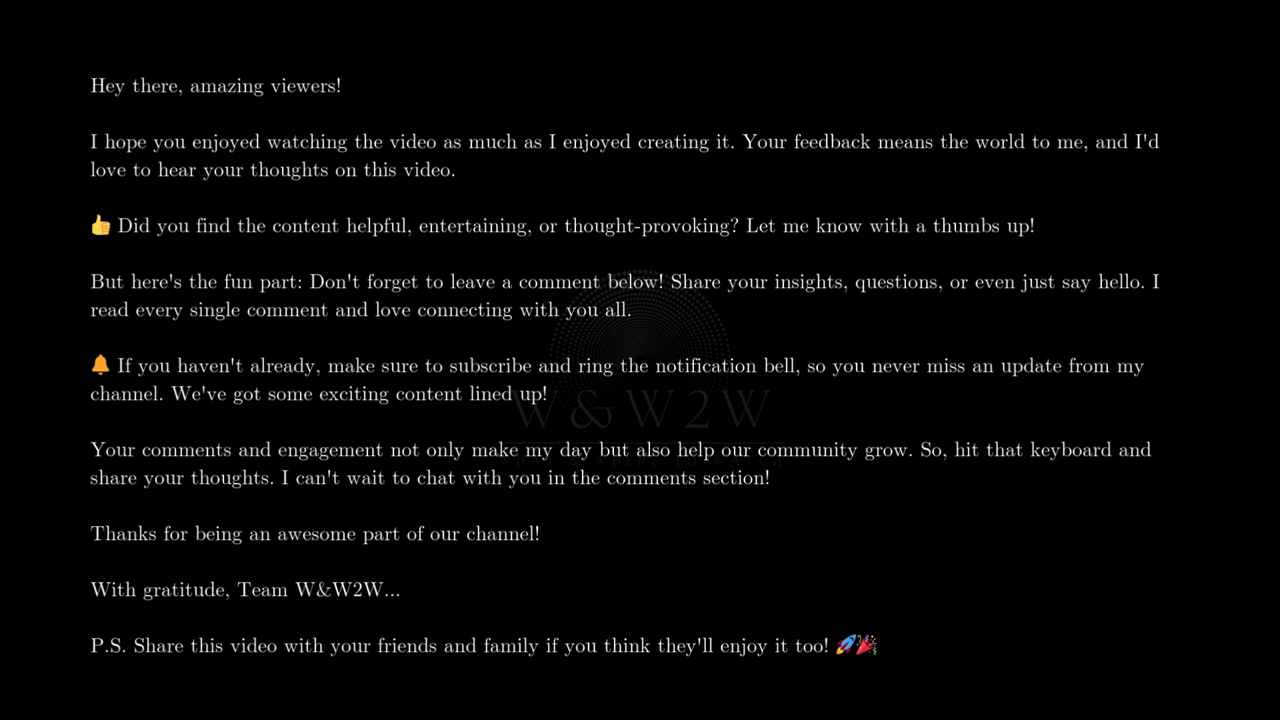 Hey there, amazing viewers!
I hope you enjoyed watching the video as much as I enjoyed creating it. Your feedback means the world to me, and I'd
love to hear your thoughts on this video.
👍 Did you find the content helpful, entertaining, or thought-provoking? Let me know with a thumbs up!
But here's the fun part: Don't forget to leave a comment below! Share your insights, questions, or even just say hello. I
read every single comment and love connecting with you all.
🔔 If you haven't already, make sure to subscribe and ring the notification bell, so you never miss an update from my
channel. We've got some exciting content lined up!
W&W2W
Your comments and engagement not only make my day but also help our community grow. So, hit that keyboard and
share your thoughts. I can't wait to chat with you in the comments section!
Thanks for being an awesome part of our channel!
With gratitude, Team W&W2W...
P.S. Share this video with your friends and family if you think they'll enjoy it too! 🚀🎉